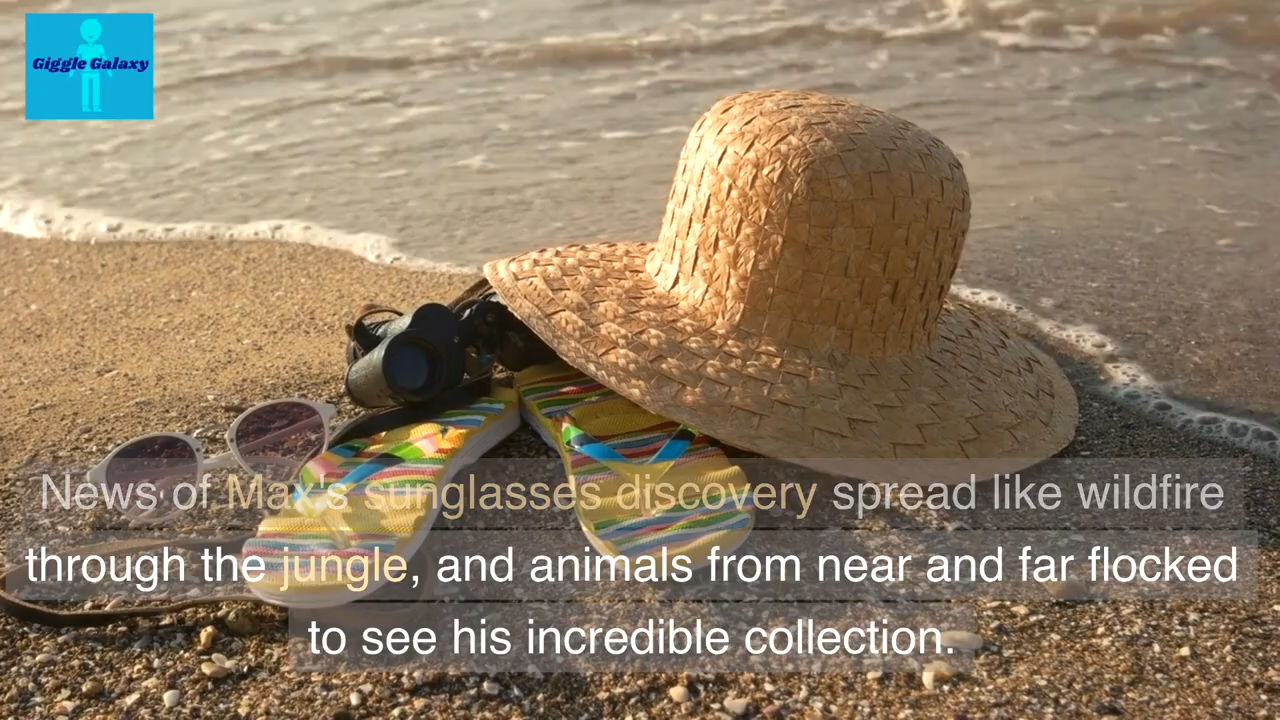 Giggle Galaxy
News of Max's sunglasses discovery spread like wildfire
through the jungle, and animals from near and far flocked
to see his incredible collection.